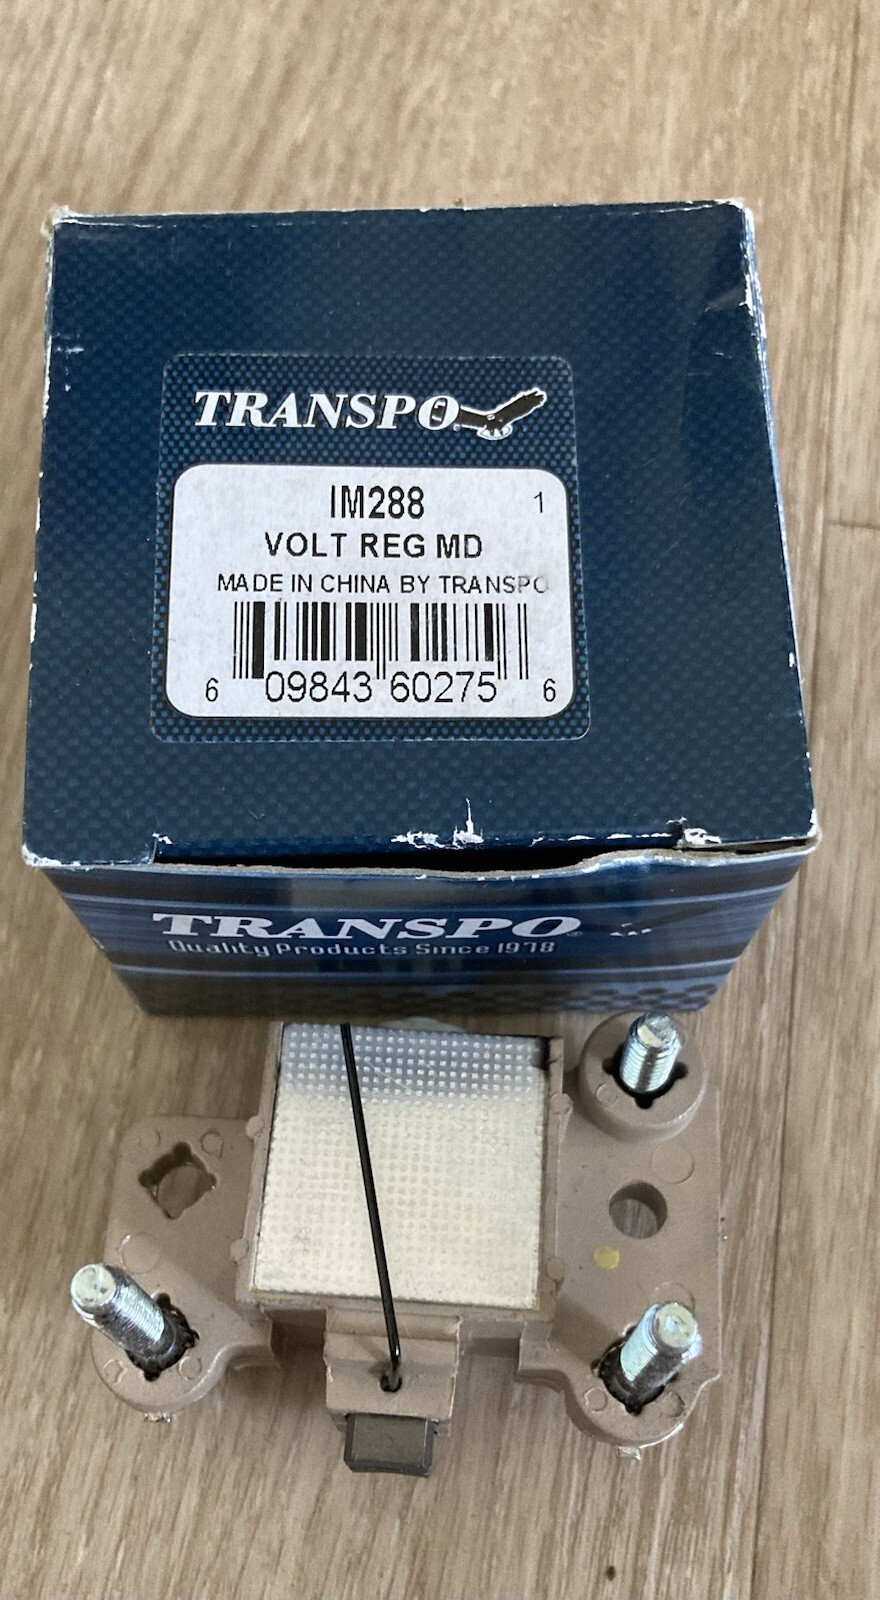 TRANSPO
IM288 1
VOLT REG MD
MADE IN CHINA BY TRANSPO
6 09843 60275 6
TRANSPO®
Quality Products Since 1978